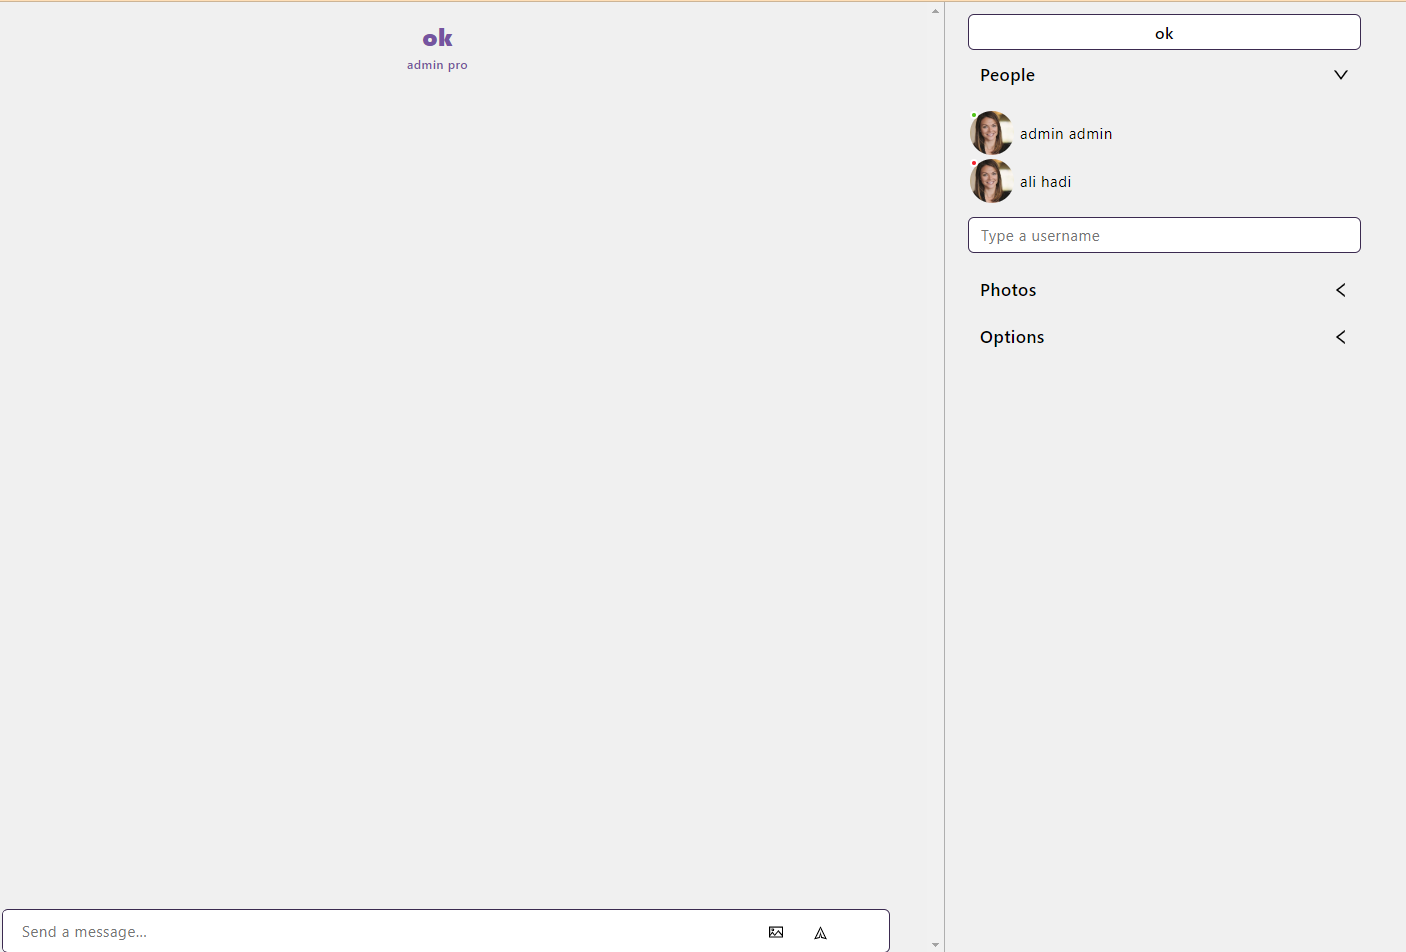 ok
admin pro
Send a message...
ok
People
admin admin
ali hadi
Type a username
Photos
Options